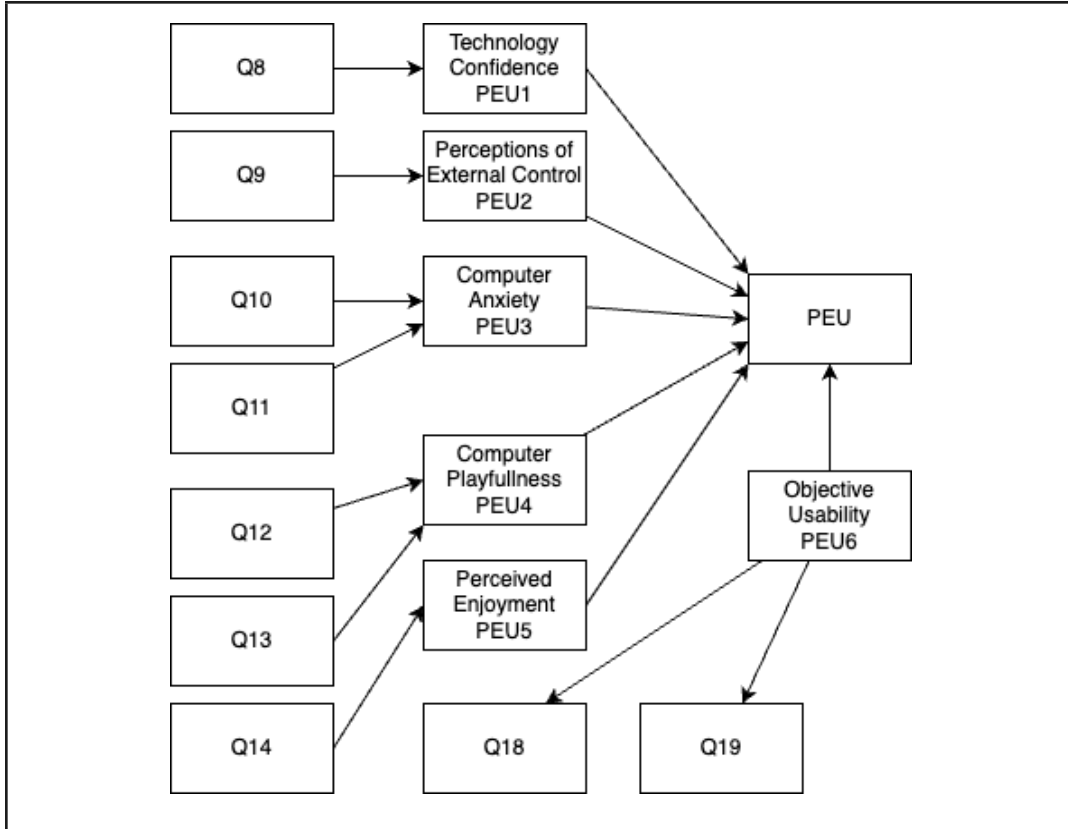 Q8
Technology
Confidence
PEU1
Q9
Perceptions of
External Control
PEU2
Q10
Computer
Anxiety
PEU3
PEU
Q11
Computer
Playfullness
PEU4
Objective
Usability
PEU6
Q12
Perceived
Enjoyment
PEU5
Q13
Q14
Q18
Q19